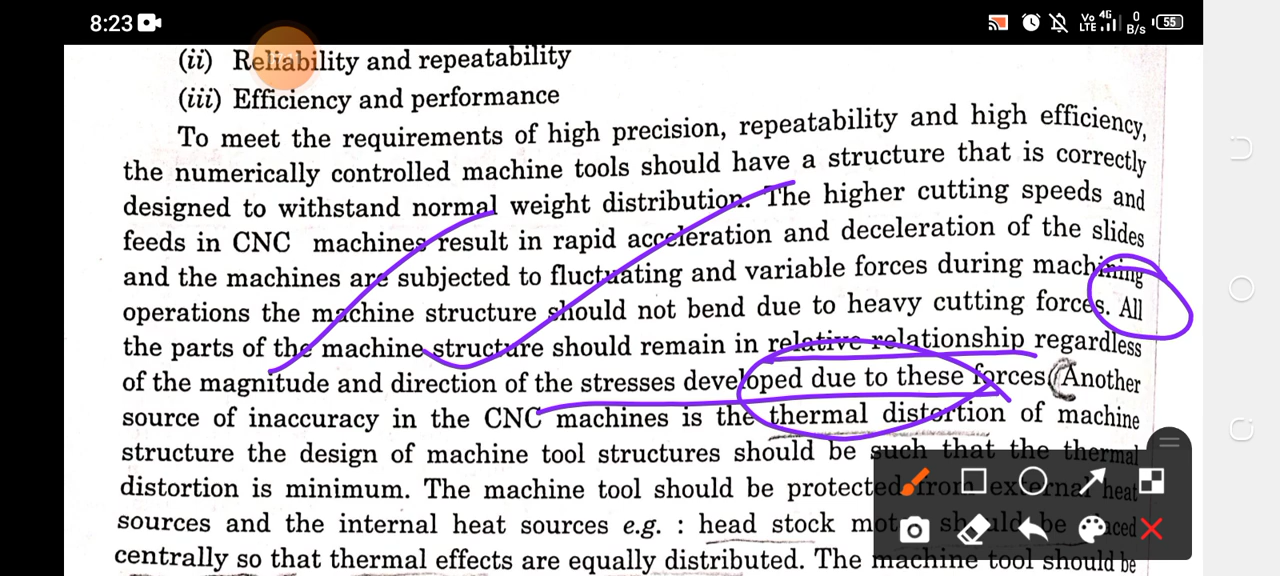 8:23
Vo 4G LTE 0 B/s 55
(ii) Reliability and repeatability
(iii) Efficiency and performance
To meet the requirements of high precision, repeatability and high efficiency,
the numerically controlled machine tools should have a structure that is correctly
designed to withstand normal weight distribution. The higher cutting speeds and
feeds in CNC machines result in rapid acceleration and deceleration of the slides
and the machines are subjected to fluctuating and variable forces during machining
operations the machine structure should not bend due to heavy cutting forces. All
the parts of the machine structure should remain in relative relationship regardless
of the magnitude and direction of the stresses developed due to these forces. Another
source of inaccuracy in the CNC machines is the thermal distortion of machine
structure the design of machine tool structures should be such that the thermal
distortion is minimum. The machine tool should be protected from external heat
sources and the internal heat sources e.g. : head stock motor should be placed
centrally so that thermal effects are equally distributed. The machine tool should be